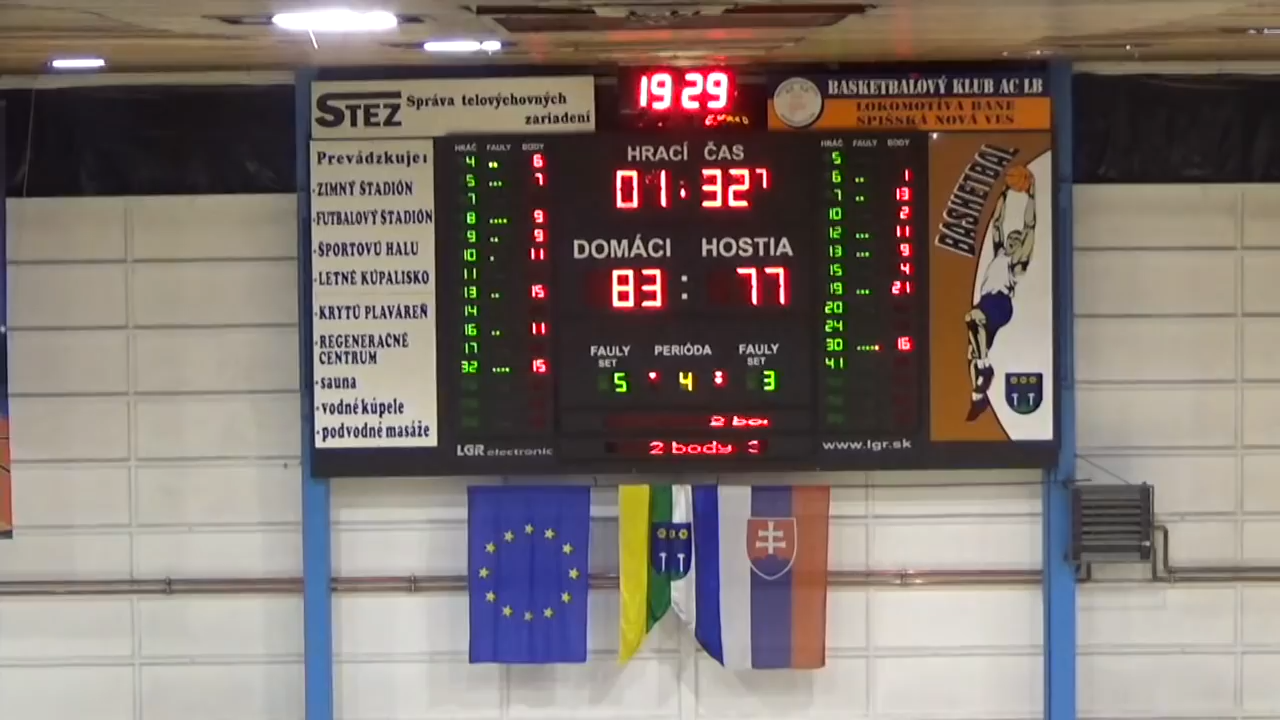 STEZ Správa telovýchovných
zariadení
19 29
BASKETBALOVÝ KLUB AC LB
LOKOMOTÍVA BANE
SPIŠSKÁ NOVÁ VES
Prevádzkuje:
-ZIMNÝ ŠTADIÓN
-FUTBALOVÝ ŠTADIÓN
-ŠPORTOVÚ HALU
-LETNÉ KÚPALISKO
-KRYTÚ PLAVÁREŇ
-REGENERAČNÉ
CENTRUM
-sauna
-vodné kúpele
-podvodné masáže
HRÁČ FAULY BODY
4 .. 6
5 ... 7
7
8 .... 9
9 .. 9
10 . 11
11
13 .. 15
14
16 .. 11
17
32 .... 15
LGR electronic
HRACÍ ČAS
01:32 7
DOMÁCI HOSTIA
83 : 77
FAULY PERIÓDA FAULY
SET SET
5 4 3
2 bo
2 body 3
HRÁČ FAULY BODY
5
6 .. 1
7 .. 13
10 2
12 ... 11
13 ... 9
15 4
19 ... 21
20
24
30 ..... 16
41
www.lgr.sk
BASKETBAL